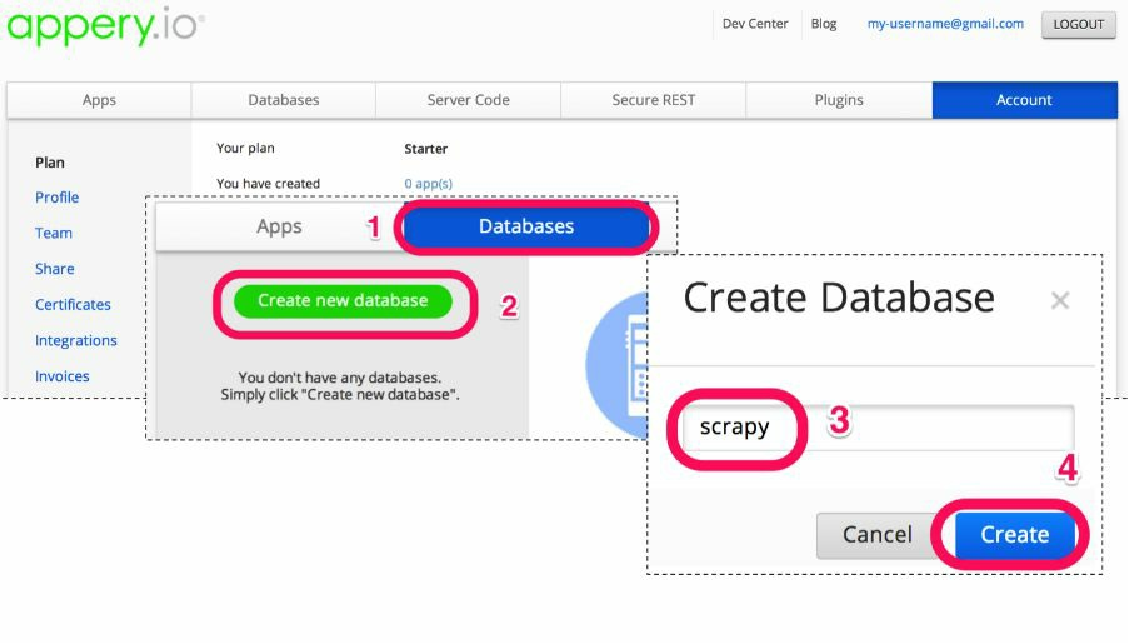 appery.io
Dev Center Blog my-username@gmail.com LOGOUT
Apps Databases Server Code Secure REST Plugins Account
Plan
Profile
Team
Share
Certificates
Integrations
Invoices
Your plan Starter
You have created 0 app(s)
Apps 1 Databases
Create new database 2
You don't have any databases.
Simply click "Create new database".
Create Database ×
scrapy 3
4
Cancel Create